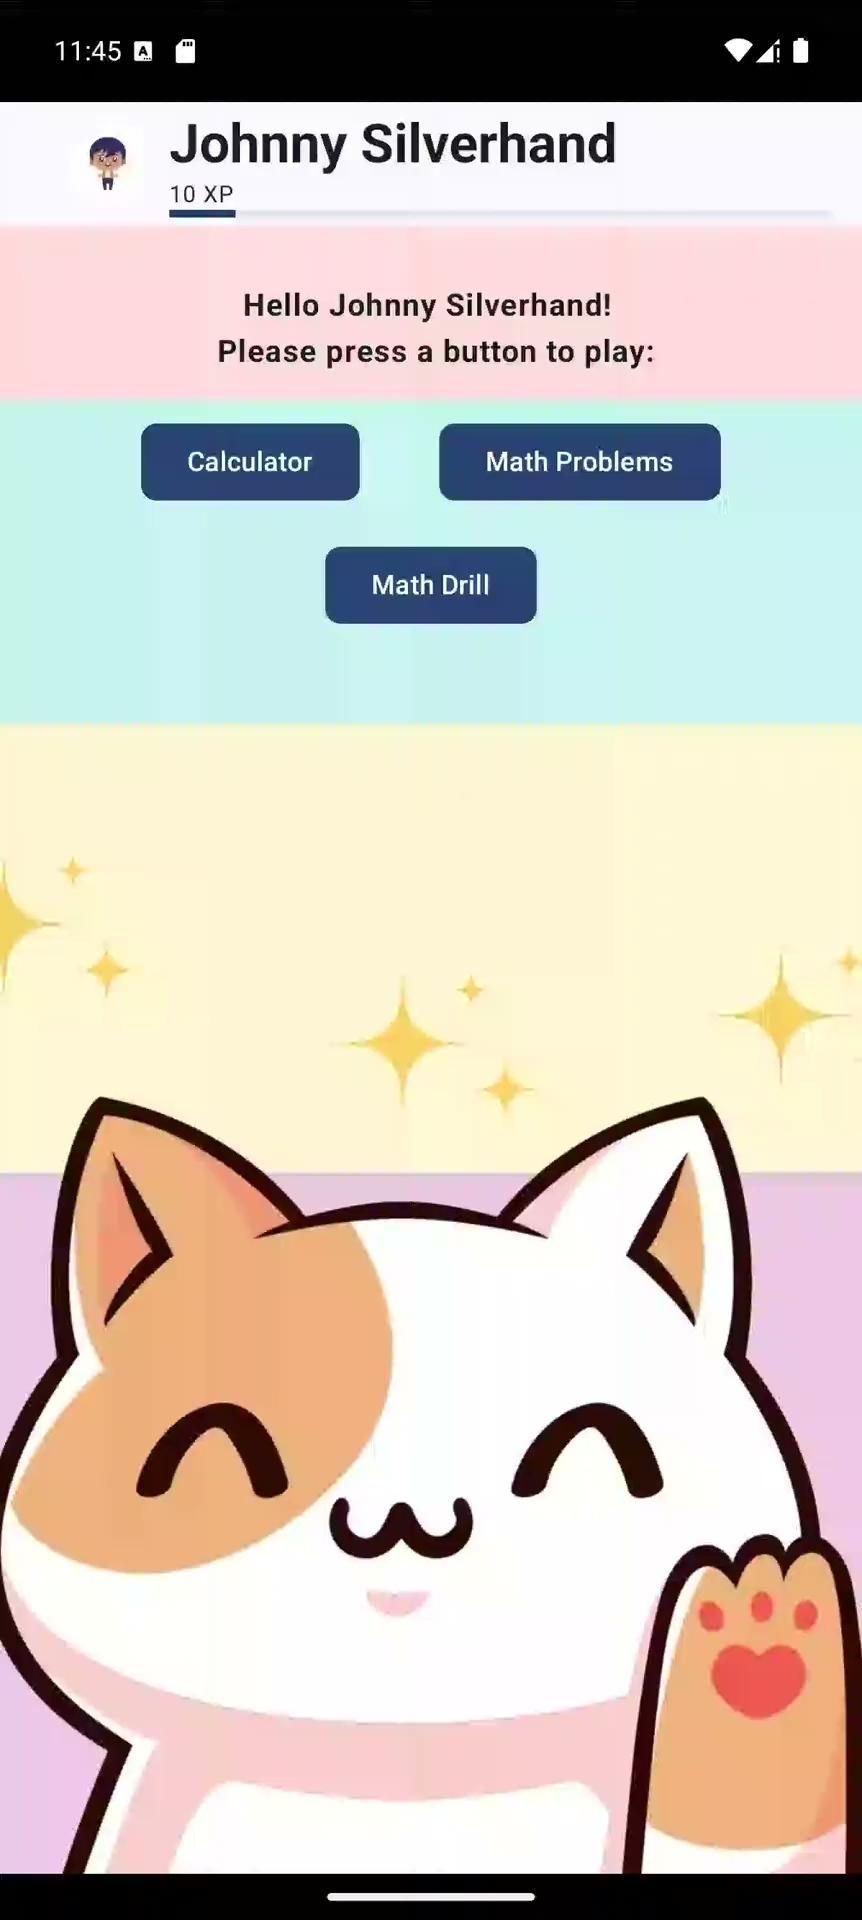 11:45
Johnny Silverhand
10 XP
Hello Johnny Silverhand!
Please press a button to play:
Calculator
Math Problems
Math Drill